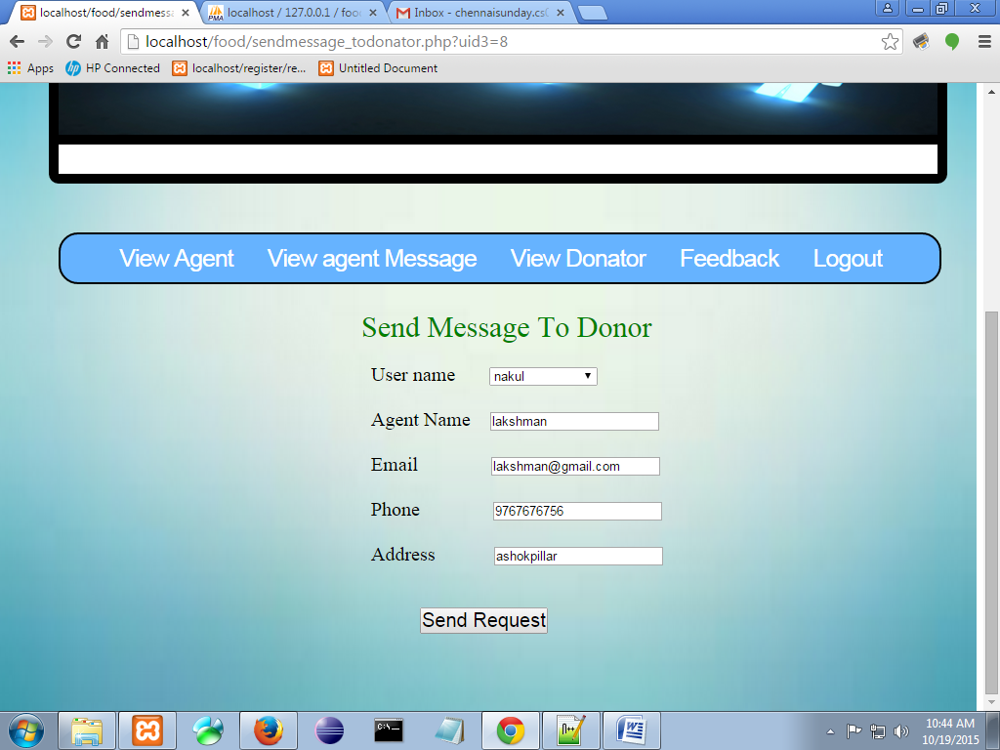 localhost/food/sendmessa
localhost / 127.0.0.1 / foo
Inbox - chennaisunday.cs
localhost/food/sendmessage_todonator.php?uid3=8
Apps
HP Connected
localhost/register/re...
Untitled Document
View Agent View agent Message View Donator Feedback Logout
Send Message To Donor
User name nakul
Agent Name lakshman
Email lakshman@gmail.com
Phone 9767676756
Address ashokpillar
Send Request
10:44 AM
10/19/2015